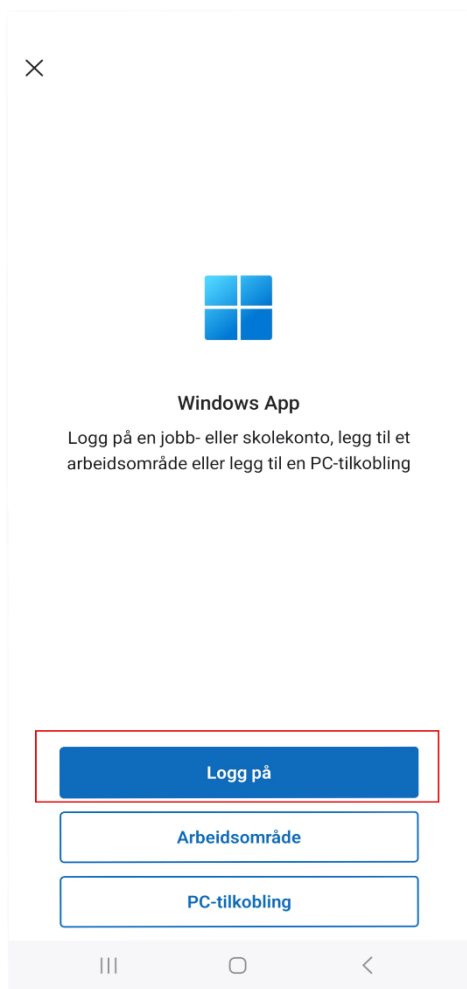 Windows App
Logg på en jobb- eller skolekonto, legg til et
arbeidsområde eller legg til en PC-tilkobling
Logg på
Arbeidsområde
PC-tilkobling